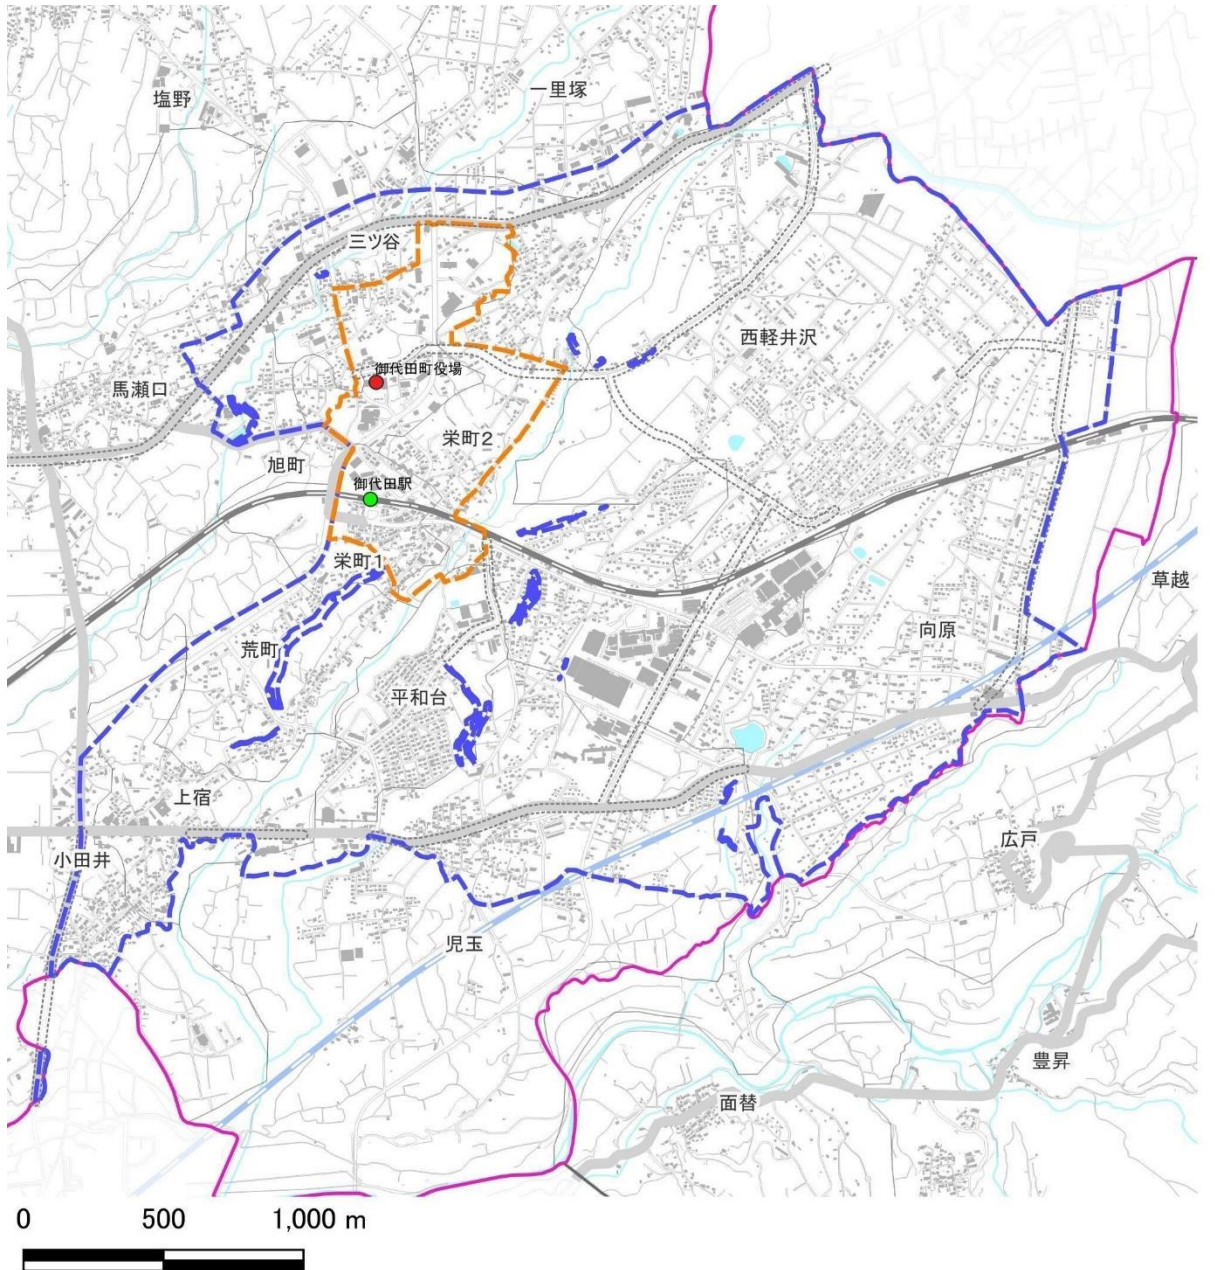 一里塚
塩野
三ツ谷
西軽井沢
御代田町役場
馬瀬口
栄町2
旭町
御代田駅
栄町1
草越
向原
荒町
平和台
上宿
広戸
小田井
児玉
豊昇
面替
0 500 1,000 m